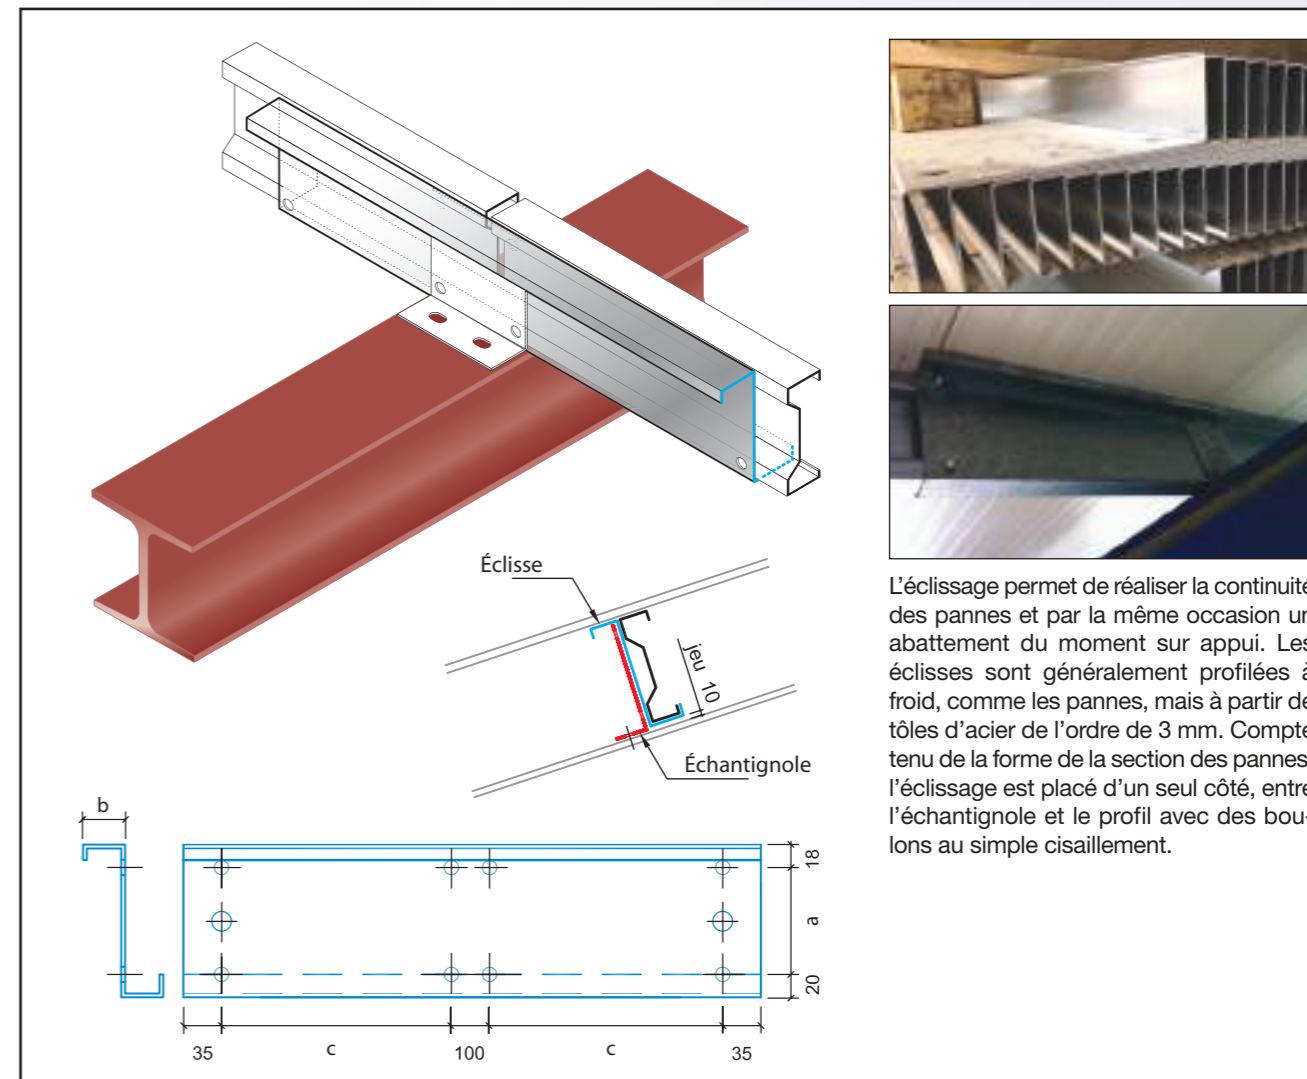 Éclisse
jeu 10
Échantignole
b
18
a
20
35
c
100
c
35
L'éclissage permet de réaliser la continuité
des pannes et par la même occasion un
abattement du moment sur appui. Les
éclisses sont généralement profilées à
froid, comme les pannes, mais à partir de
tôles d'acier de l'ordre de 3 mm. Compte
tenu de la forme de la section des pannes
l'éclissage est placé d'un seul côté, entre
l'échantignole et le profil avec des bou-
lons au simple cisaillement.